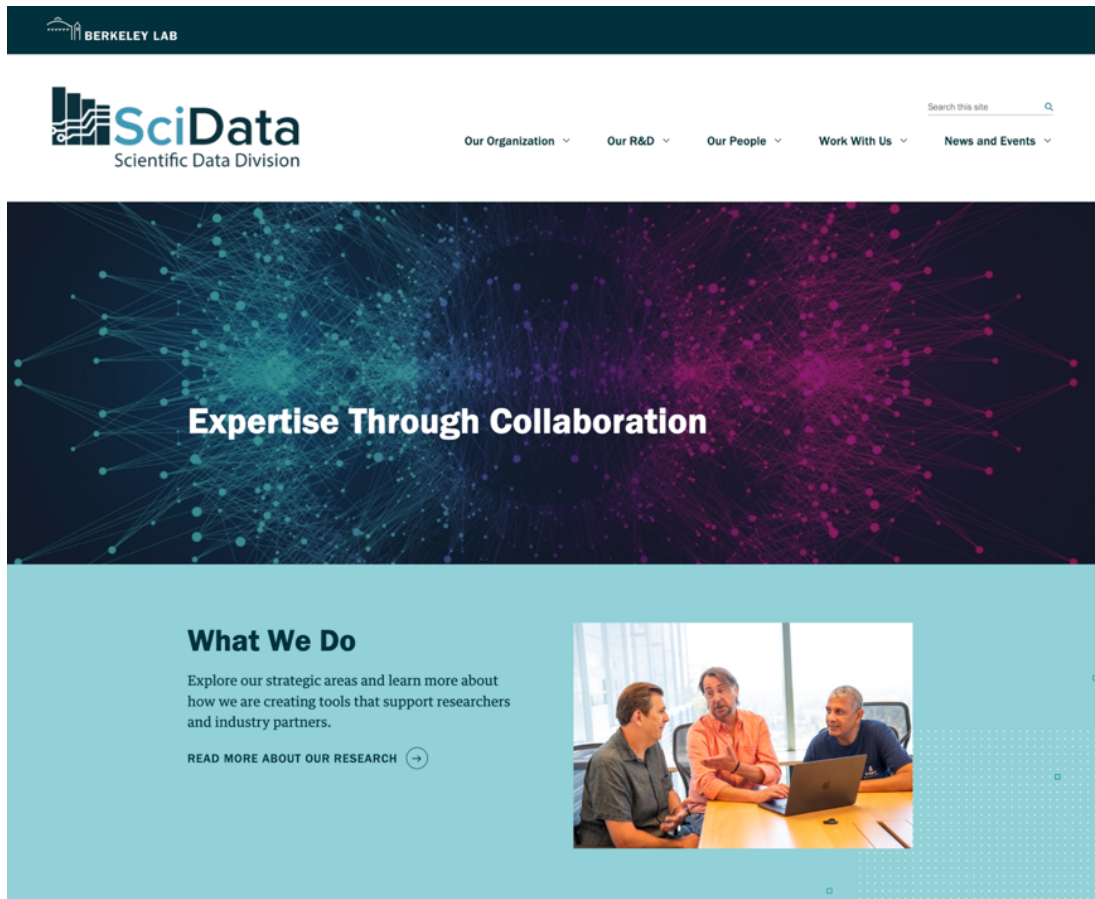 BERKELEY LAB
SciData
Scientific Data Division
Search this site
Our Organization
Our R&D
Our People
Work With Us
News and Events
Expertise Through Collaboration
What We Do
Explore our strategic areas and learn more about
how we are creating tools that support researchers
and industry partners.
READ MORE ABOUT OUR RESEARCH